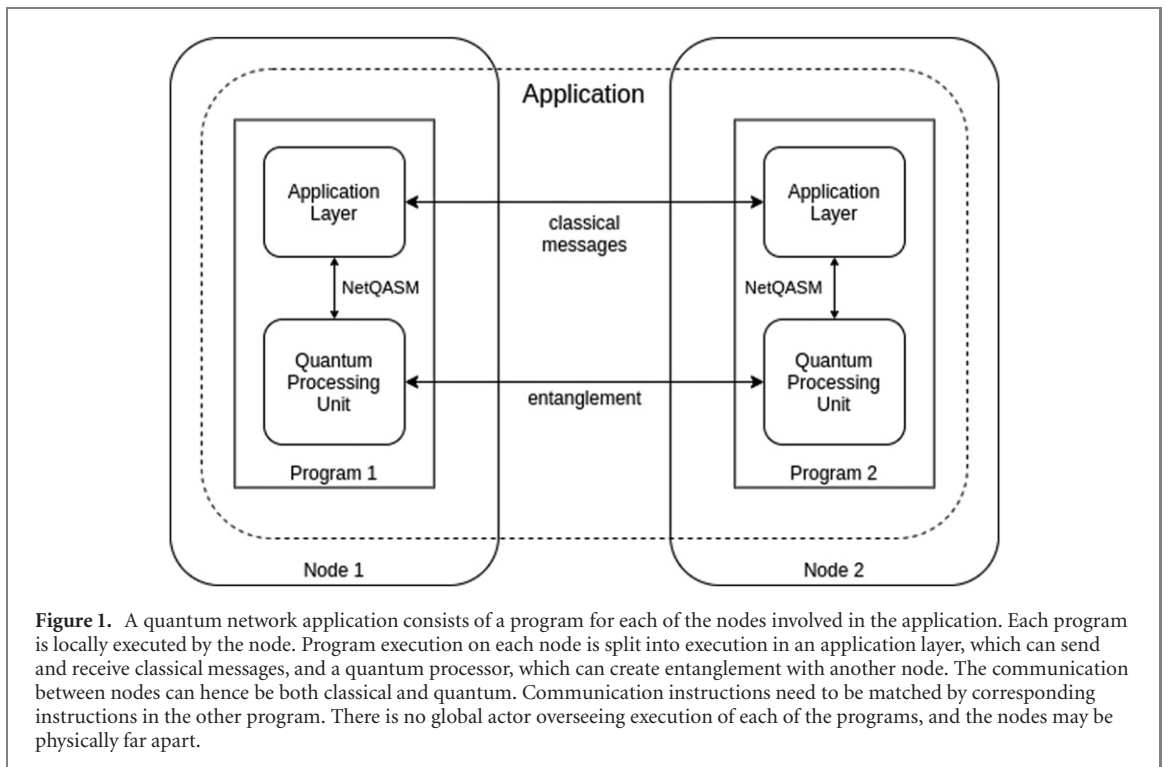 Application
Application
Layer
Application
Layer
classical
messages
NetQASM
NetQASM
Quantum
Processing
Unit
Quantum
Processing
Unit
entanglement
Program 1
Program 2
Node 1
Node 2
Figure 1. A quantum network application consists of a program for each of the nodes involved in the application. Each program
is locally executed by the node. Program execution on each node is split into execution in an application layer, which can send
and receive classical messages, and a quantum processor, which can create entanglement with another node. The communication
between nodes can hence be both classical and quantum. Communication instructions need to be matched by corresponding
instructions in the other program. There is no global actor overseeing execution of each of the programs, and the nodes may be
physically far apart.